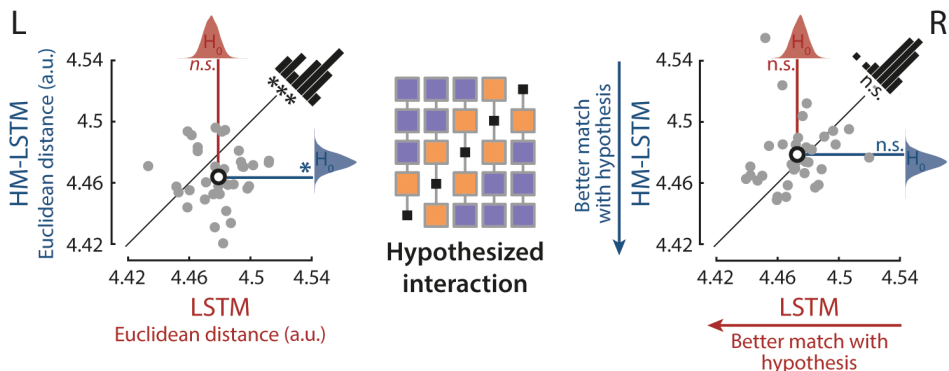 L
R
H₀
n.s.
***
*
H₀
HM-LSTM
Euclidean distance (a.u.)
4.54
4.5
4.46
4.42
4.42 4.46 4.5 4.54
LSTM
Euclidean distance (a.u.)
Hypothesized
interaction
Better match
with hypothesis
HM-LSTM
H₀
n.s.
n.s.
n.s.
H₀
4.54
4.5
4.46
4.42
4.42 4.46 4.5 4.54
LSTM
Better match with
hypothesis